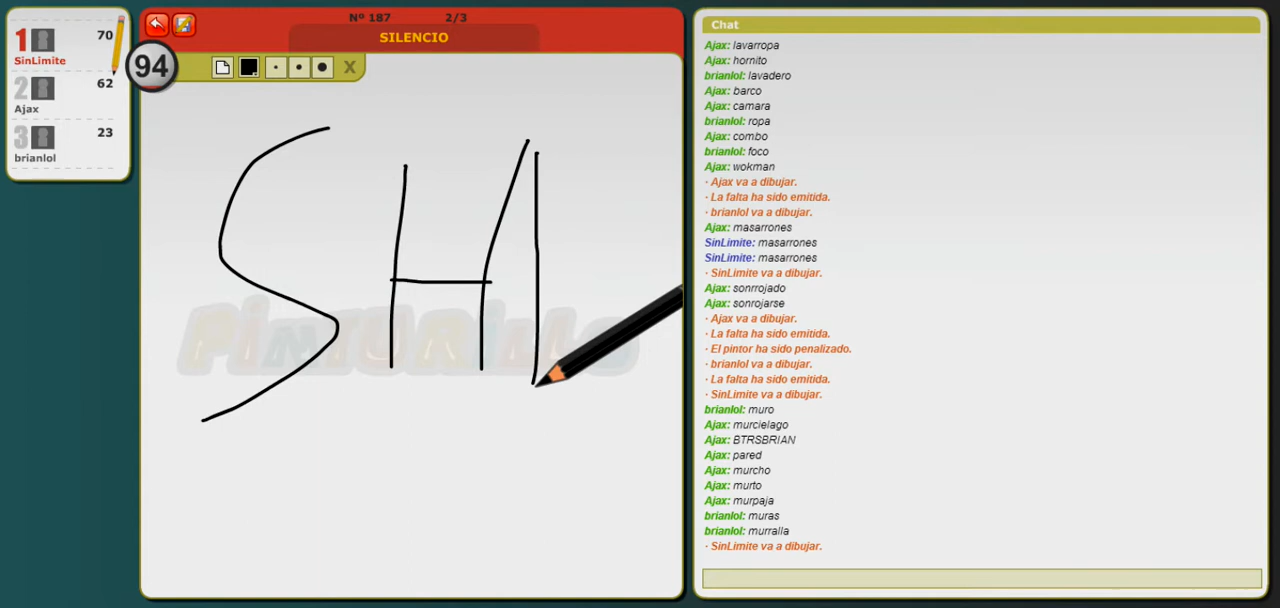 Nº 187 2/3
SILENCIO
1 70
SinLimite
2 62
Ajax
3 23
brianlol
94
X
SHI
PINTURILLO
Chat
Ajax: lavarropa
Ajax: hornito
brianlol: lavadero
Ajax: barco
Ajax: camara
brianlol: ropa
Ajax: combo
brianlol: foco
Ajax: wokman
· Ajax va a dibujar.
· La falta ha sido emitida.
· brianlol va a dibujar.
Ajax: masarrones
SinLimite: masarrones
SinLimite: masarrones
· SinLimite va a dibujar.
Ajax: sonrrojado
Ajax: sonrojarse
· Ajax va a dibujar.
· La falta ha sido emitida.
· El pintor ha sido penalizado.
· brianlol va a dibujar.
· La falta ha sido emitida.
· SinLimite va a dibujar.
brianlol: muro
Ajax: murcielago
Ajax: BTRSBRIAN
Ajax: pared
Ajax: murcho
Ajax: murto
Ajax: murpaja
brianlol: muras
brianlol: murralla
· SinLimite va a dibujar.